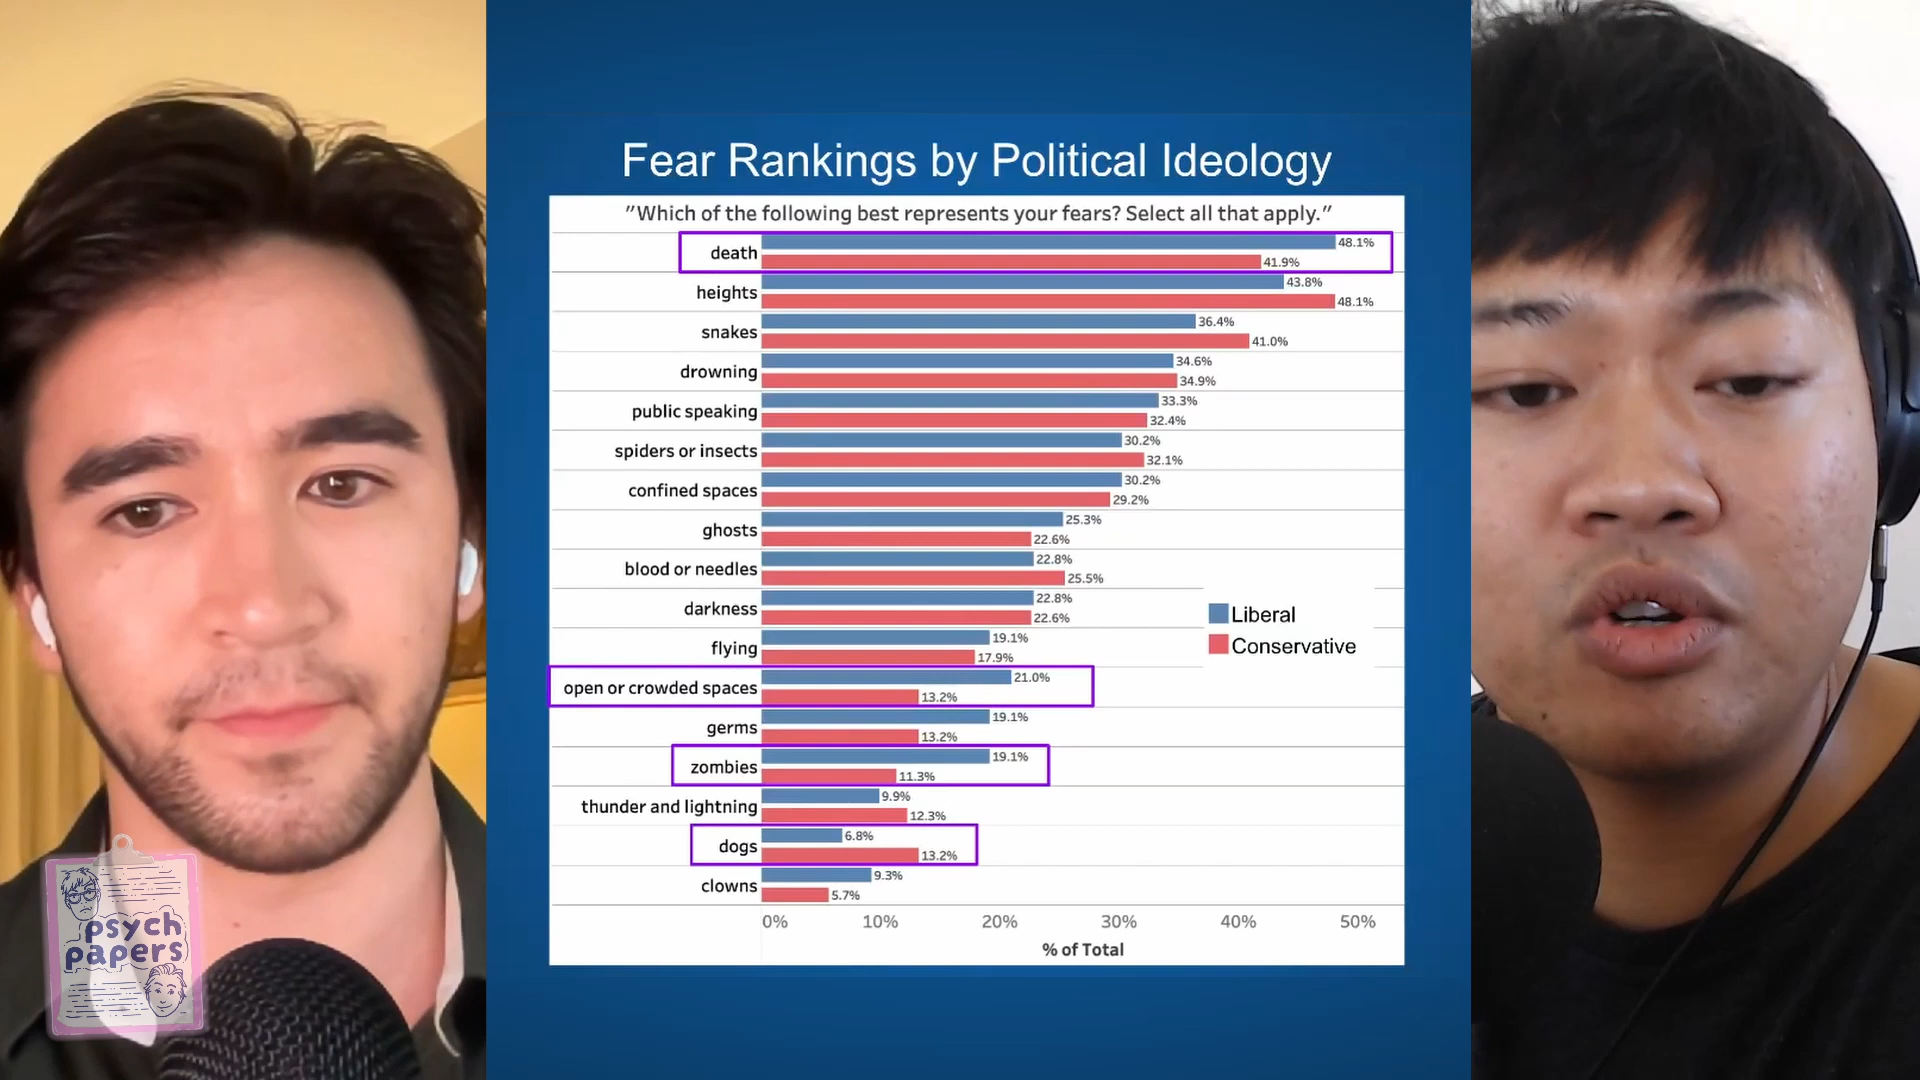 Fear Rankings by Political Ideology
"Which of the following best represents your fears? Select all that apply."
death 48.1%
41.9%
heights 43.8%
48.1%
snakes 36.4%
41.0%
drowning 34.6%
34.9%
public speaking 33.3%
32.4%
spiders or insects 30.2%
32.1%
confined spaces 30.2%
29.2%
ghosts 25.3%
22.6%
blood or needles 22.8%
25.5%
darkness 22.8%
22.6%
flying 19.1%
17.9%
open or crowded spaces 21.0%
13.2%
germs 19.1%
13.2%
zombies 19.1%
11.3%
thunder and lightning 9.9%
12.3%
dogs 6.8%
13.2%
clowns 9.3%
5.7%
Liberal
Conservative
0% 10% 20% 30% 40% 50%
% of Total
psych
papers